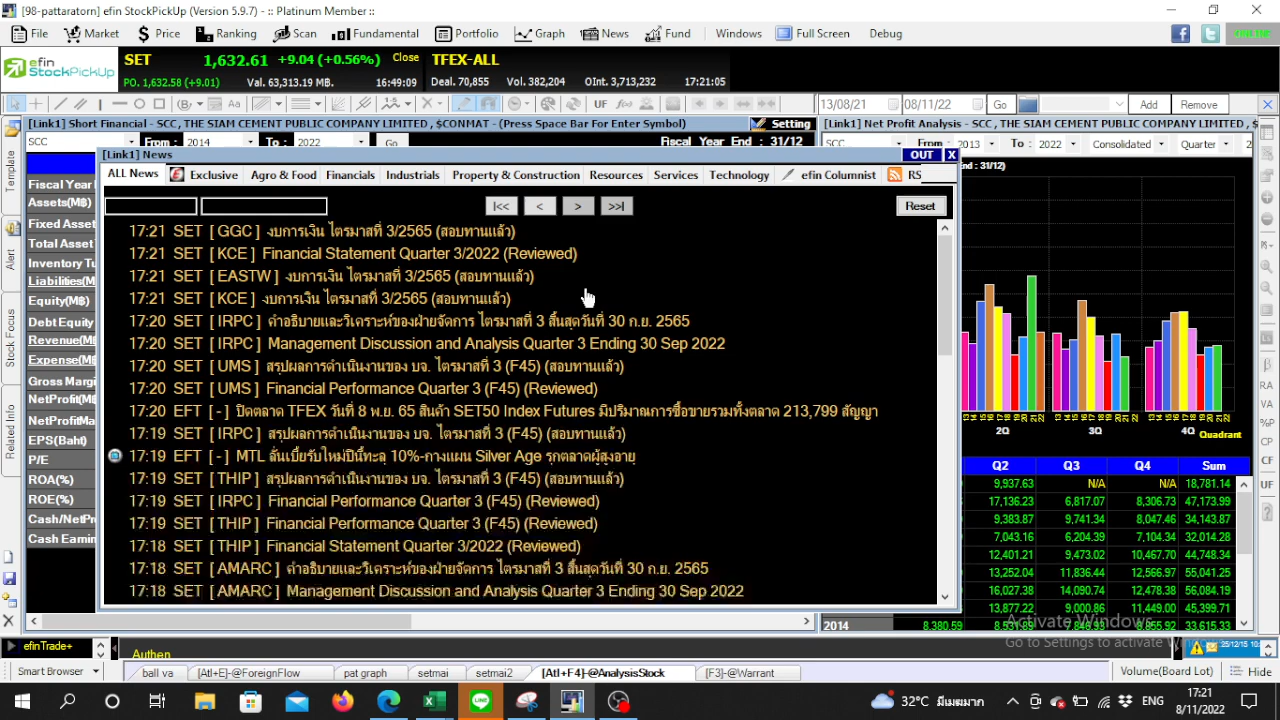 [98-pattaratorn] efin StockPickUp (Version 5.9.7) - :: Platinum Member ::
File Market Price Ranking Scan Fundamental Portfolio Graph News Fund Windows Full Screen Debug
efin StockPickUp
SET 1,632.61 +9.04 (+0.56%) Close TFEX-ALL
PO. 1,632.58 (+9.01) Val. 63,313.19 MB. 16:49:09 Deal. 70,855 Vol. 382,204 OInt. 3,713,232 17:21:05
UF 13/08/21 08/11/22 Go Add Remove
[Link1] Short Financial - SCC , THE SIAM CEMENT PUBLIC COMPANY LIMITED , $CONMAT - (Press Space Bar For Enter Symbol) Setting
[Link1] Net Profit Analysis - SCC, THE SIAM CEMENT PUBLIC COMPANY LIMITED , $
SCC From : 2014 To : 2022 Go Fiscal Year End : 31/12
SCC From : 2013 To : 2022 Consolidated Quarter
[Link1] News OUT X
ALL News Exclusive Agro & Food Financials Industrials Property & Construction Resources Services Technology efin Columnist RS
|<< < > >>| Reset
17:21 SET [ GGC ] งบการเงิน ไตรมาสที่ 3/2565 (สอบทานแล้ว)
17:21 SET [ KCE ] Financial Statement Quarter 3/2022 (Reviewed)
17:21 SET [ EASTW ] งบการเงิน ไตรมาสที่ 3/2565 (สอบทานแล้ว)
17:21 SET [ KCE ] งบการเงิน ไตรมาสที่ 3/2565 (สอบทานแล้ว)
17:20 SET [ IRPC ] คำอธิบายและวิเคราะห์ของฝ่ายจัดการ ไตรมาสที่ 3 สิ้นสุดวันที่ 30 ก.ย. 2565
17:20 SET [ IRPC ] Management Discussion and Analysis Quarter 3 Ending 30 Sep 2022
17:20 SET [ UMS ] สรุปผลการดำเนินงานของ บจ. ไตรมาสที่ 3 (F45) (สอบทานแล้ว)
17:20 SET [ UMS ] Financial Performance Quarter 3 (F45) (Reviewed)
17:20 EFT [ - ] ปิดตลาด TFEX วันที่ 8 พ.ย. 65 สินค้า SET50 Index Futures มีปริมาณการซื้อขายรวมทั้งตลาด 213,799 สัญญา
17:19 SET [ IRPC ] สรุปผลการดำเนินงานของ บจ. ไตรมาสที่ 3 (F45) (สอบทานแล้ว)
17:19 EFT [ - ] MTL ลั่นเบี้ยรับใหม่ปีนี้ทะลุ 10%-กางแผน Silver Age รุกตลาดผู้สูงอายุ
17:19 SET [ THIP ] สรุปผลการดำเนินงานของ บจ. ไตรมาสที่ 3 (F45) (สอบทานแล้ว)
17:19 SET [ IRPC ] Financial Performance Quarter 3 (F45) (Reviewed)
17:19 SET [ THIP ] Financial Performance Quarter 3 (F45) (Reviewed)
17:18 SET [ THIP ] Financial Statement Quarter 3/2022 (Reviewed)
17:18 SET [ AMARC ] คำอธิบายและวิเคราะห์ของฝ่ายจัดการ ไตรมาสที่ 3 สิ้นสุดวันที่ 30 ก.ย. 2565
17:18 SET [ AMARC ] Management Discussion and Analysis Quarter 3 Ending 30 Sep 2022
Fiscal Year
Assets(M฿)
Fixed Asset
Total Asset
Inventory Tu
Liabilities(M฿)
Equity(M฿)
Debt Equity
Revenue(M฿)
Expense(M฿)
Gross Margi
NetProfit(M฿)
NetProfitMa
EPS(Baht)
P/E
ROA(%)
ROE(%)
Cash/NetPr
Cash Earnin
Template
Alert
Stock Focus
Related Info
End : 31/12)
2Q 3Q 4Q Quadrant
Q2 Q3 Q4 Sum
9,937.63 N/A N/A 18,781.14
17,136.23 6,817.07 8,306.73 47,173.99
9,383.87 9,741.34 8,047.46 34,143.87
7,043.16 6,204.39 7,104.34 32,014.28
12,401.21 9,473.02 10,467.70 44,748.34
13,252.04 11,836.44 12,566.97 55,041.25
16,027.38 14,090.74 12,478.38 56,084.19
13,877.22 9,000.86 11,449.00 45,399.71
2014 8,380.59 33,615.33
RA
VA
%P
CP
CF
UF
Activate Windows
Go to Settings to activate W
efinTrade+ Authen
Smart Browser ball va [Atl+E]-@ForeignFlow pat graph setmai setmai2 [Atl+F4]-@AnalysisStock [F3]-@Warrant Volume(Board Lot) Hide
32°C มีเมฆมาก ENG 17:21
8/11/2022